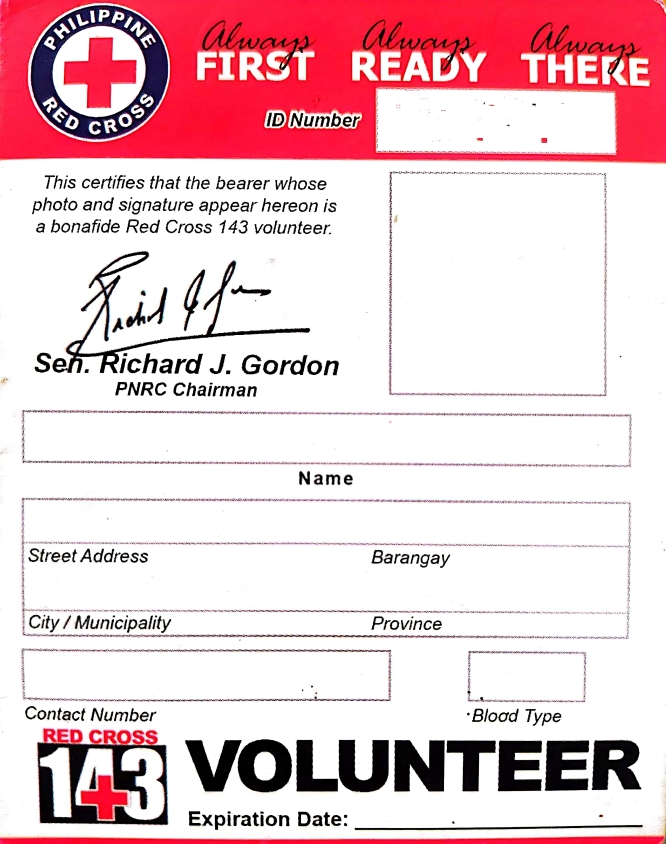 PHILIPPINE
RED CROSS
Always FIRST Always READY Always THERE
ID Number
This certifies that the bearer whose
photo and signature appear hereon is
a bonafide Red Cross 143 volunteer.
Sen. Richard J. Gordon
PNRC Chairman
Name
Street Address Barangay
City / Municipality Province
Contact Number Blood Type
RED CROSS
143
VOLUNTEER
Expiration Date: